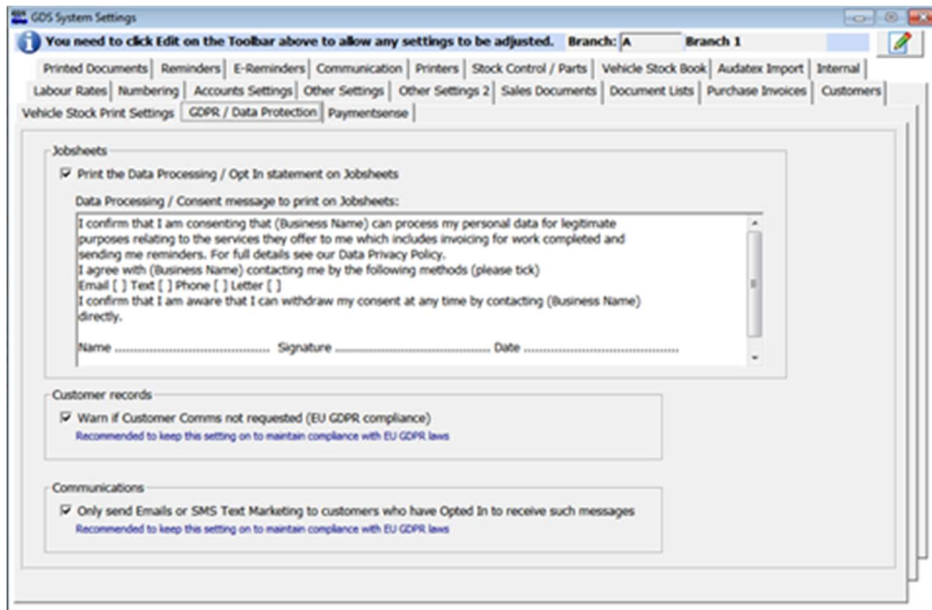 GDS System Settings
You need to click Edit on the Toolbar above to allow any settings to be adjusted. Branch: A Branch 1
Printed Documents Reminders E-Reminders Communication Printers Stock Control / Parts Vehicle Stock Book Audatex Import Internal
Labour Rates Numbering Accounts Settings Other Settings Other Settings 2 Sales Documents Document Lists Purchase Invoices Customers
Vehicle Stock Print Settings GDPR / Data Protection Paymentsense
Jobsheets
Print the Data Processing / Opt In statement on Jobsheets
Data Processing / Consent message to print on Jobsheets:
I confirm that I am consenting that (Business Name) can process my personal data for legitimate
purposes relating to the services they offer to me which includes invoicing for work completed and
sending me reminders. For full details see our Data Privacy Policy.
I agree with (Business Name) contacting me by the following methods (please tick)
Email [ ] Text [ ] Phone [ ] Letter [ ]
I confirm that I am aware that I can withdraw my consent at any time by contacting (Business Name)
directly.
Name ........................................ Signature ........................................ Date ........................................
Customer records
Warn if Customer Comms not requested (EU GDPR compliance)
Recommended to keep this setting on to maintain compliance with EU GDPR laws
Communications
Only send Emails or SMS Text Marketing to customers who have Opted In to receive such messages
Recommended to keep this setting on to maintain compliance with EU GDPR laws